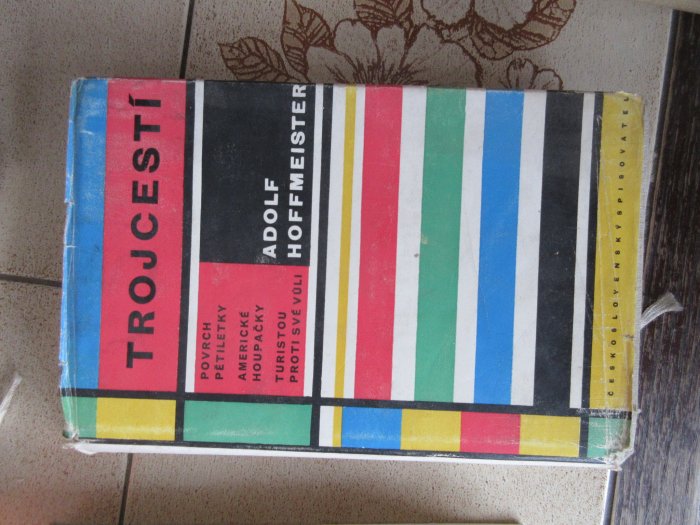 TROJCESTÍ
ADOLF
HOFFMEISTER
POVRCH
PĚTILETKY
AMERICKÉ
HOUPAČKY
TURISTOU
PROTI SVÉ VŮLI
ČESKOSLOVENSKÝ SPISOVATEL